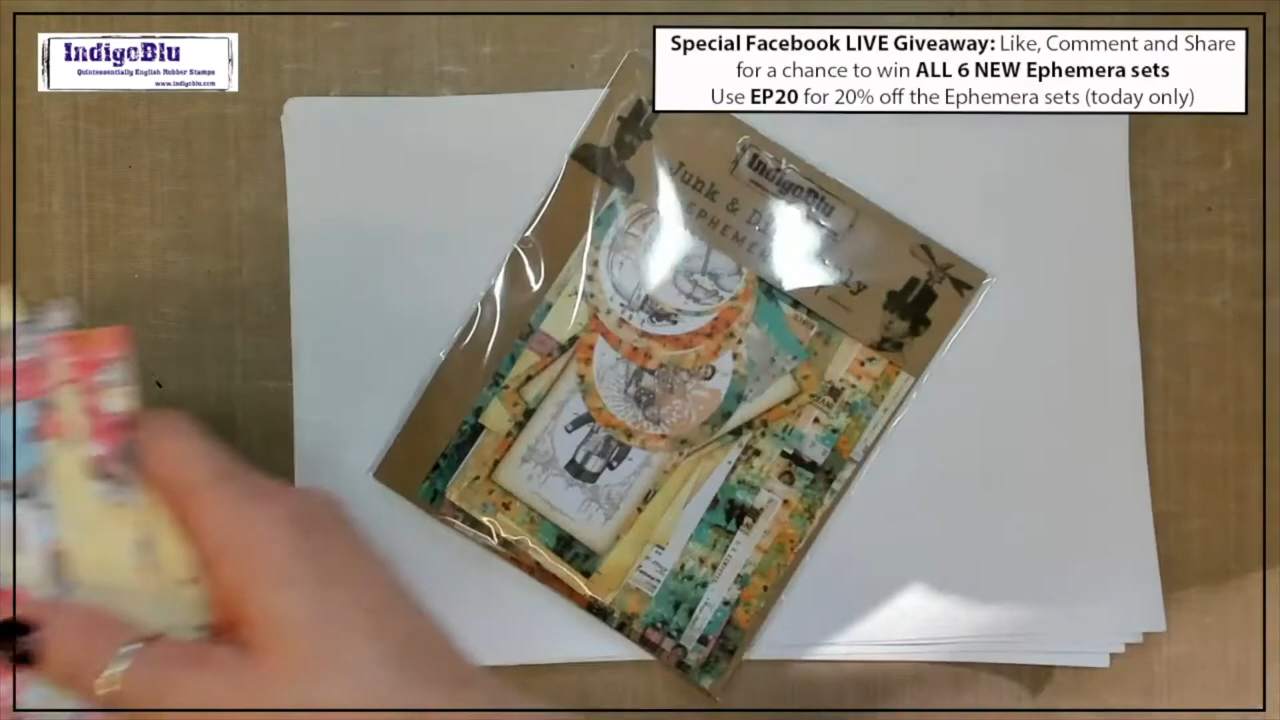 IndigoBlu
Quintessentially English Rubber Stamps
www.indigoblu.com
Special Facebook LIVE Giveaway: Like, Comment and Share
for a chance to win ALL 6 NEW Ephemera sets
Use EP20 for 20% off the Ephemera sets (today only)
IndigoBlu
Junk &